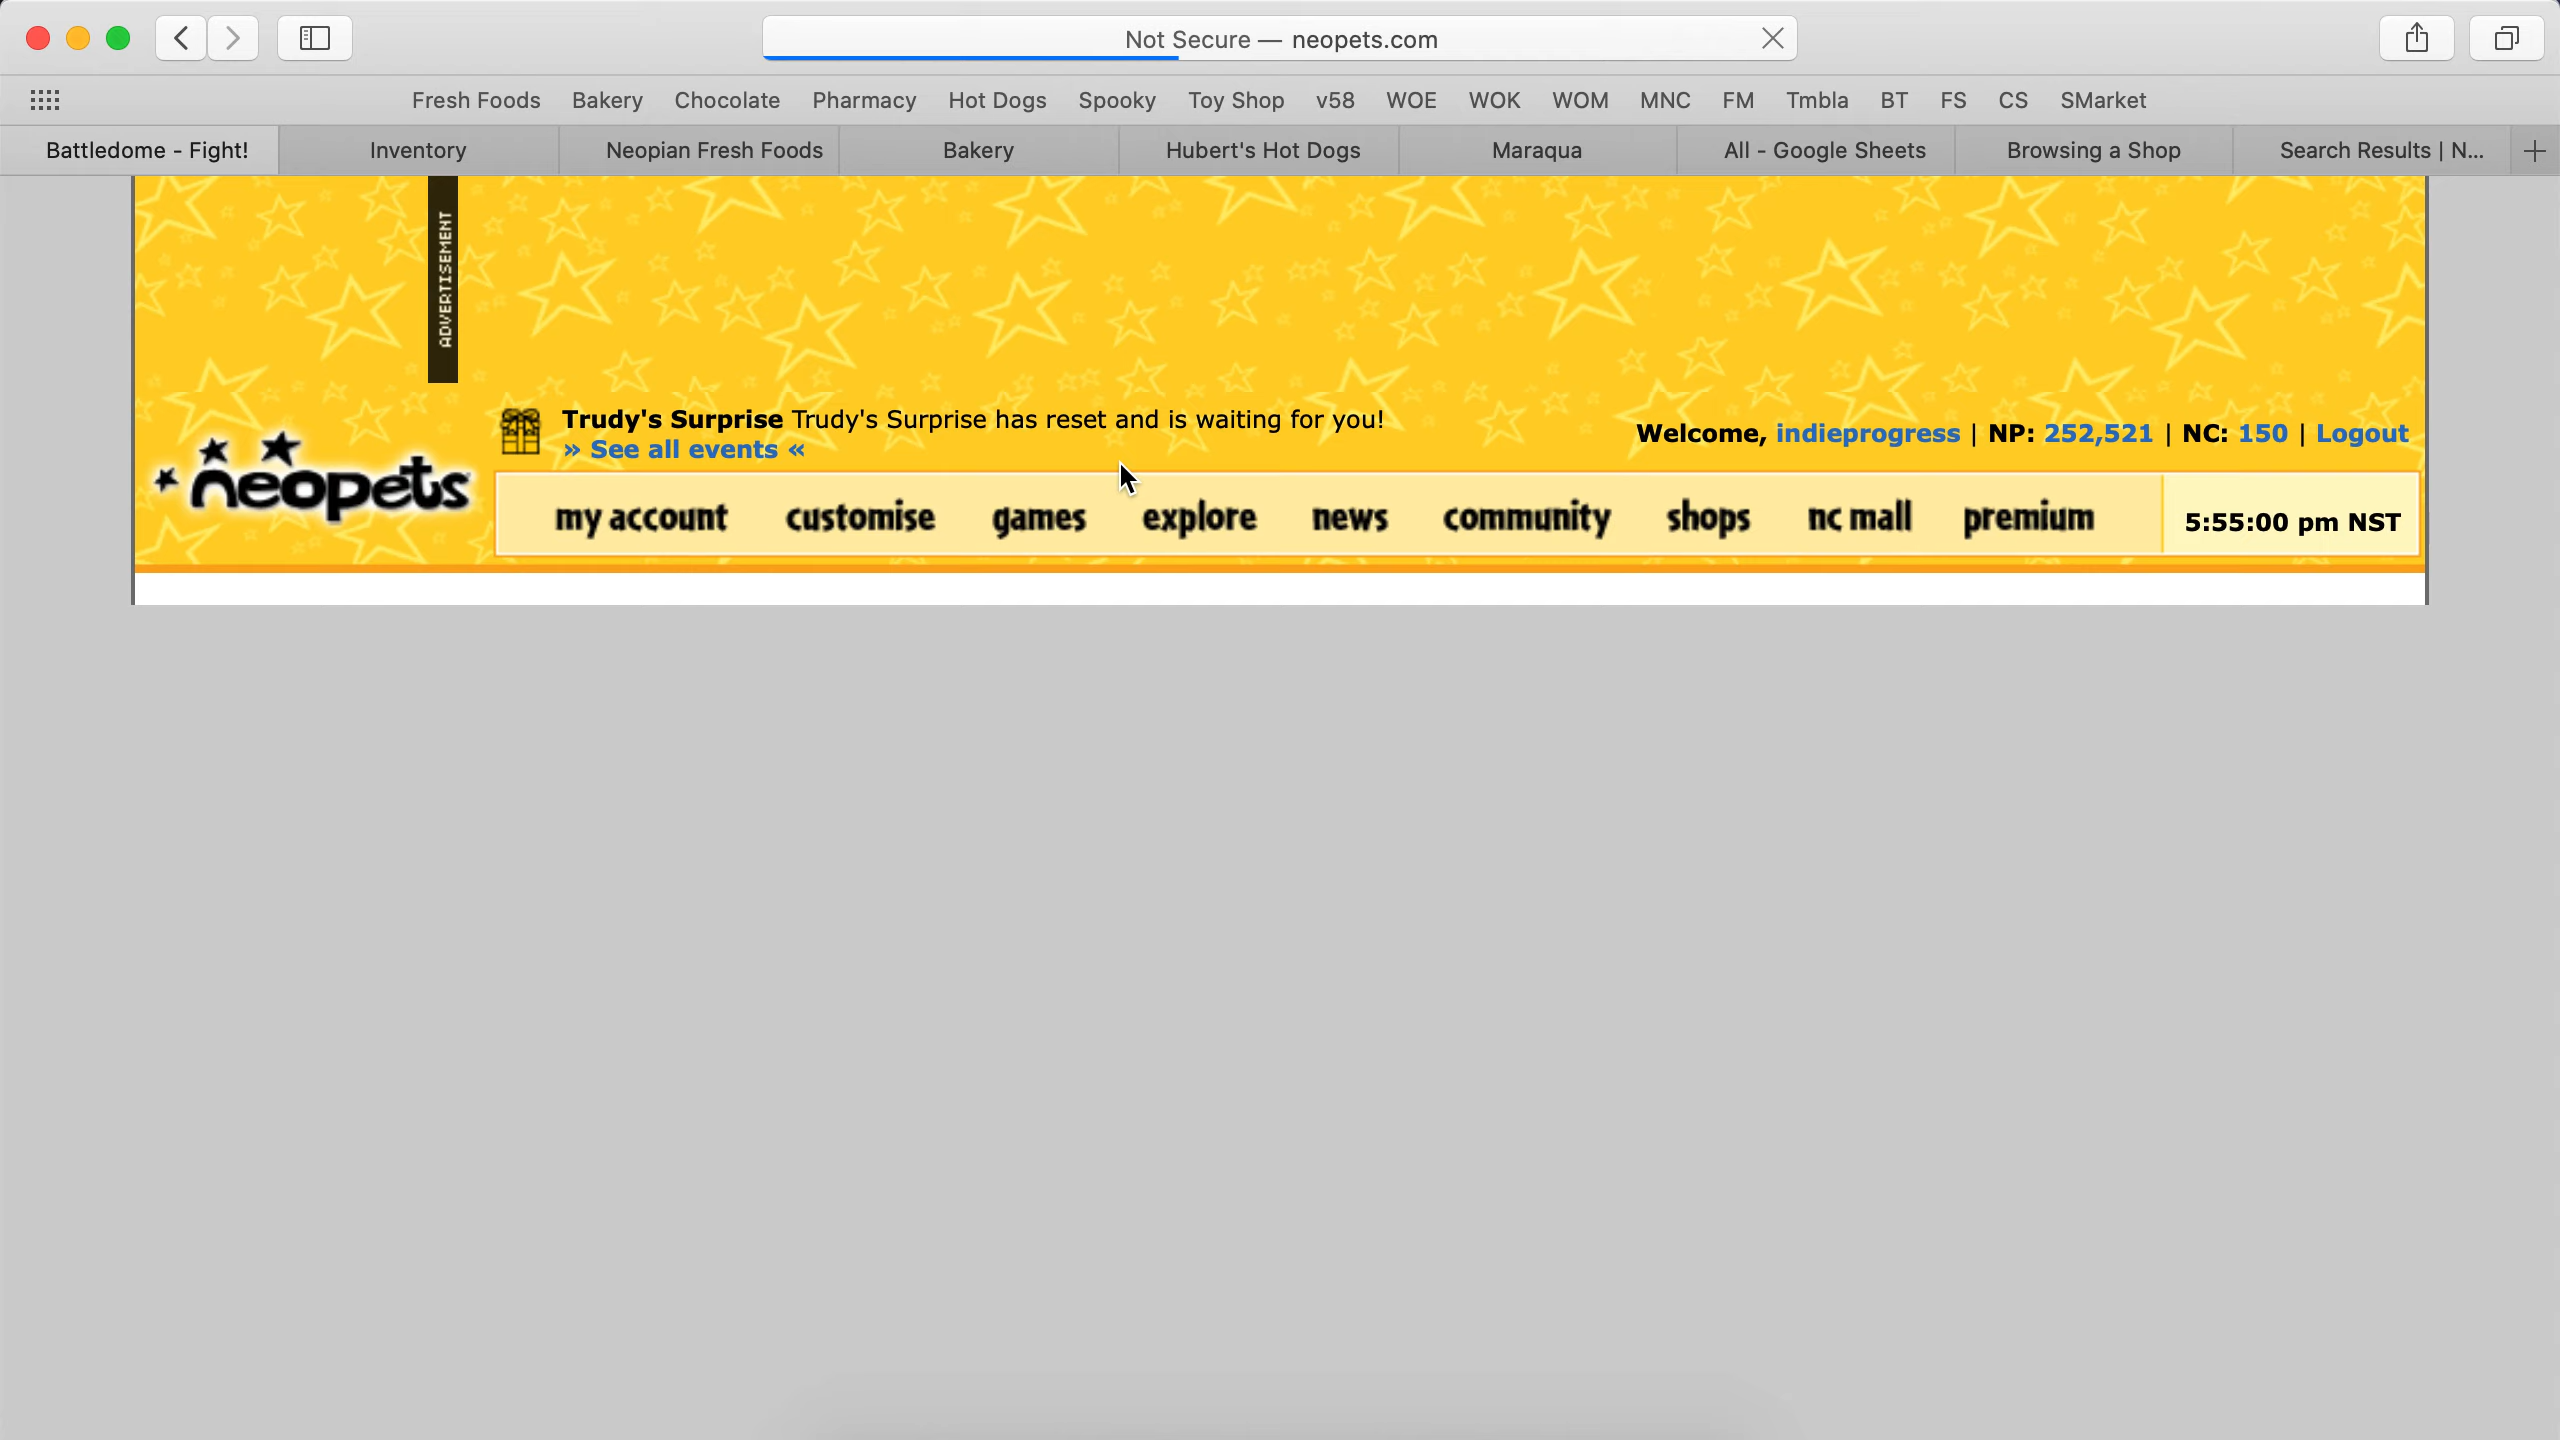 Not Secure — neopets.com
Fresh Foods Bakery Chocolate Pharmacy Hot Dogs Spooky Toy Shop v58 WOE WOK WOM MNC FM Tmbla BT FS CS SMarket
Battledome - Fight! Inventory Neopian Fresh Foods Bakery Hubert's Hot Dogs Maraqua All - Google Sheets Browsing a Shop Search Results | N...
ADVERTISEMENT
Trudy's Surprise Trudy's Surprise has reset and is waiting for you!
» See all events «
Welcome, indieprogress | NP: 252,521 | NC: 150 | Logout
neopets
my account customise games explore news community shops nc mall premium 5:55:00 pm NST